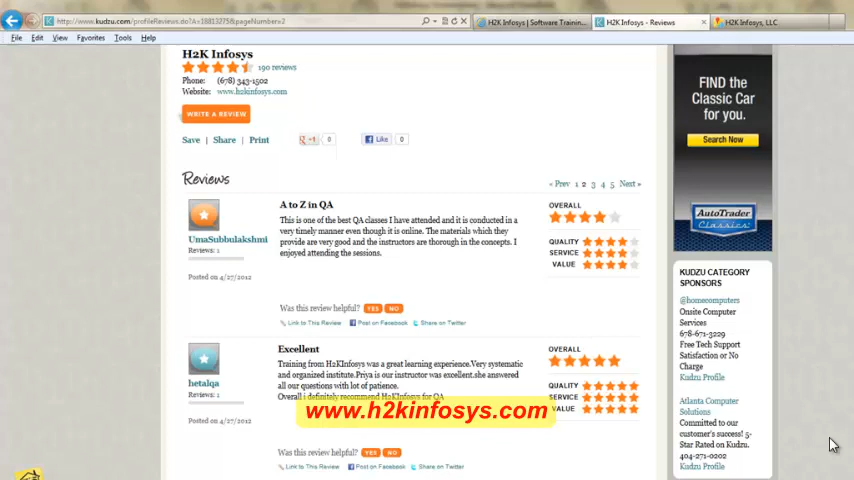 http://www.kudzu.com/profileReviews.do?A=16813275&pageNumber=2
H2K Infosys | Software Trainin...
H2K Infosys - Reviews
H2K Infosys, LLC
File Edit View Favorites Tools Help
H2K Infosys
190 reviews
Phone: (678) 343-1502
Website: www.h2kinfosys.com
WRITE A REVIEW
Save | Share | Print
+1 0
Like 0
Reviews
« Prev 1 2 3 4 5 Next »
A to Z in QA
UmaSubbulakshmi
Reviews: 1
Posted on 4/27/2012
This is one of the best QA classes I have attended and it is conducted in a
very timely manner even though it is online. The materials which they
provide are very good and the instructors are thorough in the concepts. I
enjoyed attending the sessions.
OVERALL
QUALITY
SERVICE
VALUE
Was this review helpful? YES NO
Link to This Review Post on Facebook Share on Twitter
Excellent
hetalqa
Reviews: 1
Posted on 4/27/2012
Training from H2KInfosys was a great learning experience.Very systematic
and organized institute.Priya is our instructor was excellent.she answered
all our questions with lot of patience.
Overall i definitely recommend H2KInfosys for QA
OVERALL
QUALITY
SERVICE
VALUE
www.h2kinfosys.com
Was this review helpful? YES NO
Link to This Review Post on Facebook Share on Twitter
FIND the
Classic Car
for you.
Search Now
AutoTrader
Classics
KUDZU CATEGORY
SPONSORS
@homecomputers
Onsite Computer
Services
678-671-3229
Free Tech Support
Satisfaction or No
Charge
Kudzu Profile
Atlanta Computer
Solutions
Committed to our
customer's success! 5-
Star Rated on Kudzu.
404-271-0202
Kudzu Profile